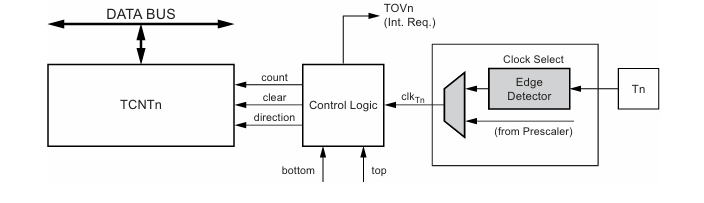 DATA BUS
TOVn
(Int. Req.)
Clock Select
count
Edge
Detector
TCNTn
clear
Control Logic
clkTn
Tn
direction
(from Prescaler)
bottom
top